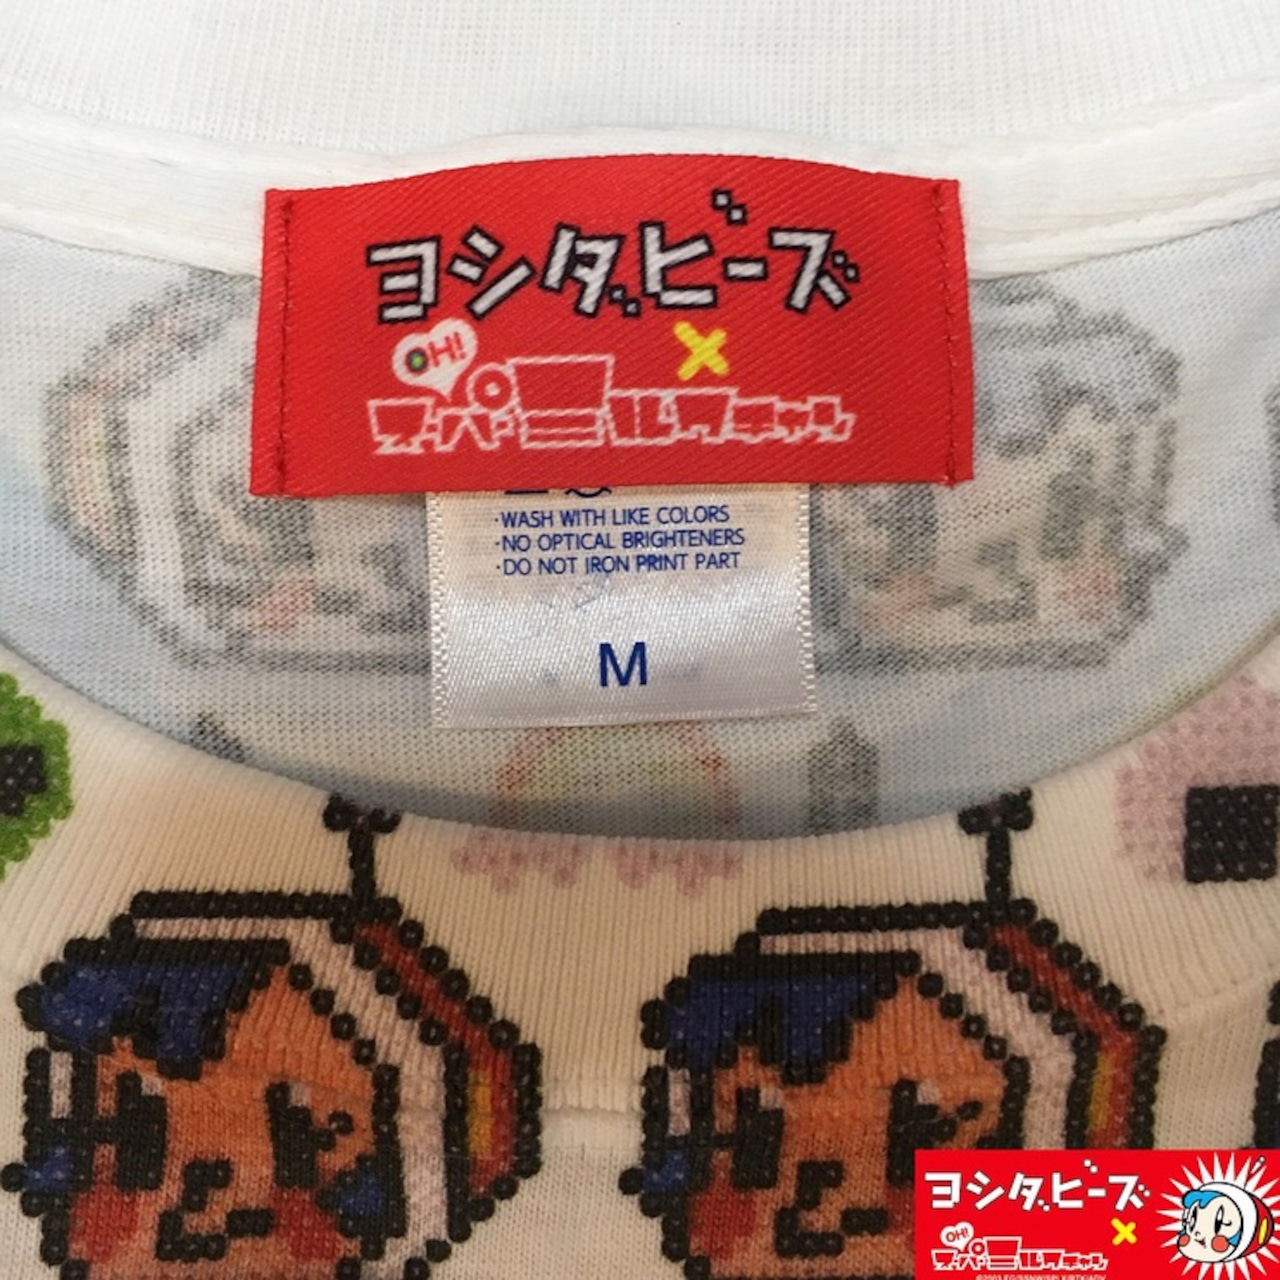 ヨシダ.ビーズ
×
OH!
スーパーミルクチャン
・WASH WITH LIKE COLORS
・NO OPTICAL BRIGHTENERS
・DO NOT IRON PRINT PART
M
ヨシダ.ビーズ
×
OH!
スーパーミルクチャン